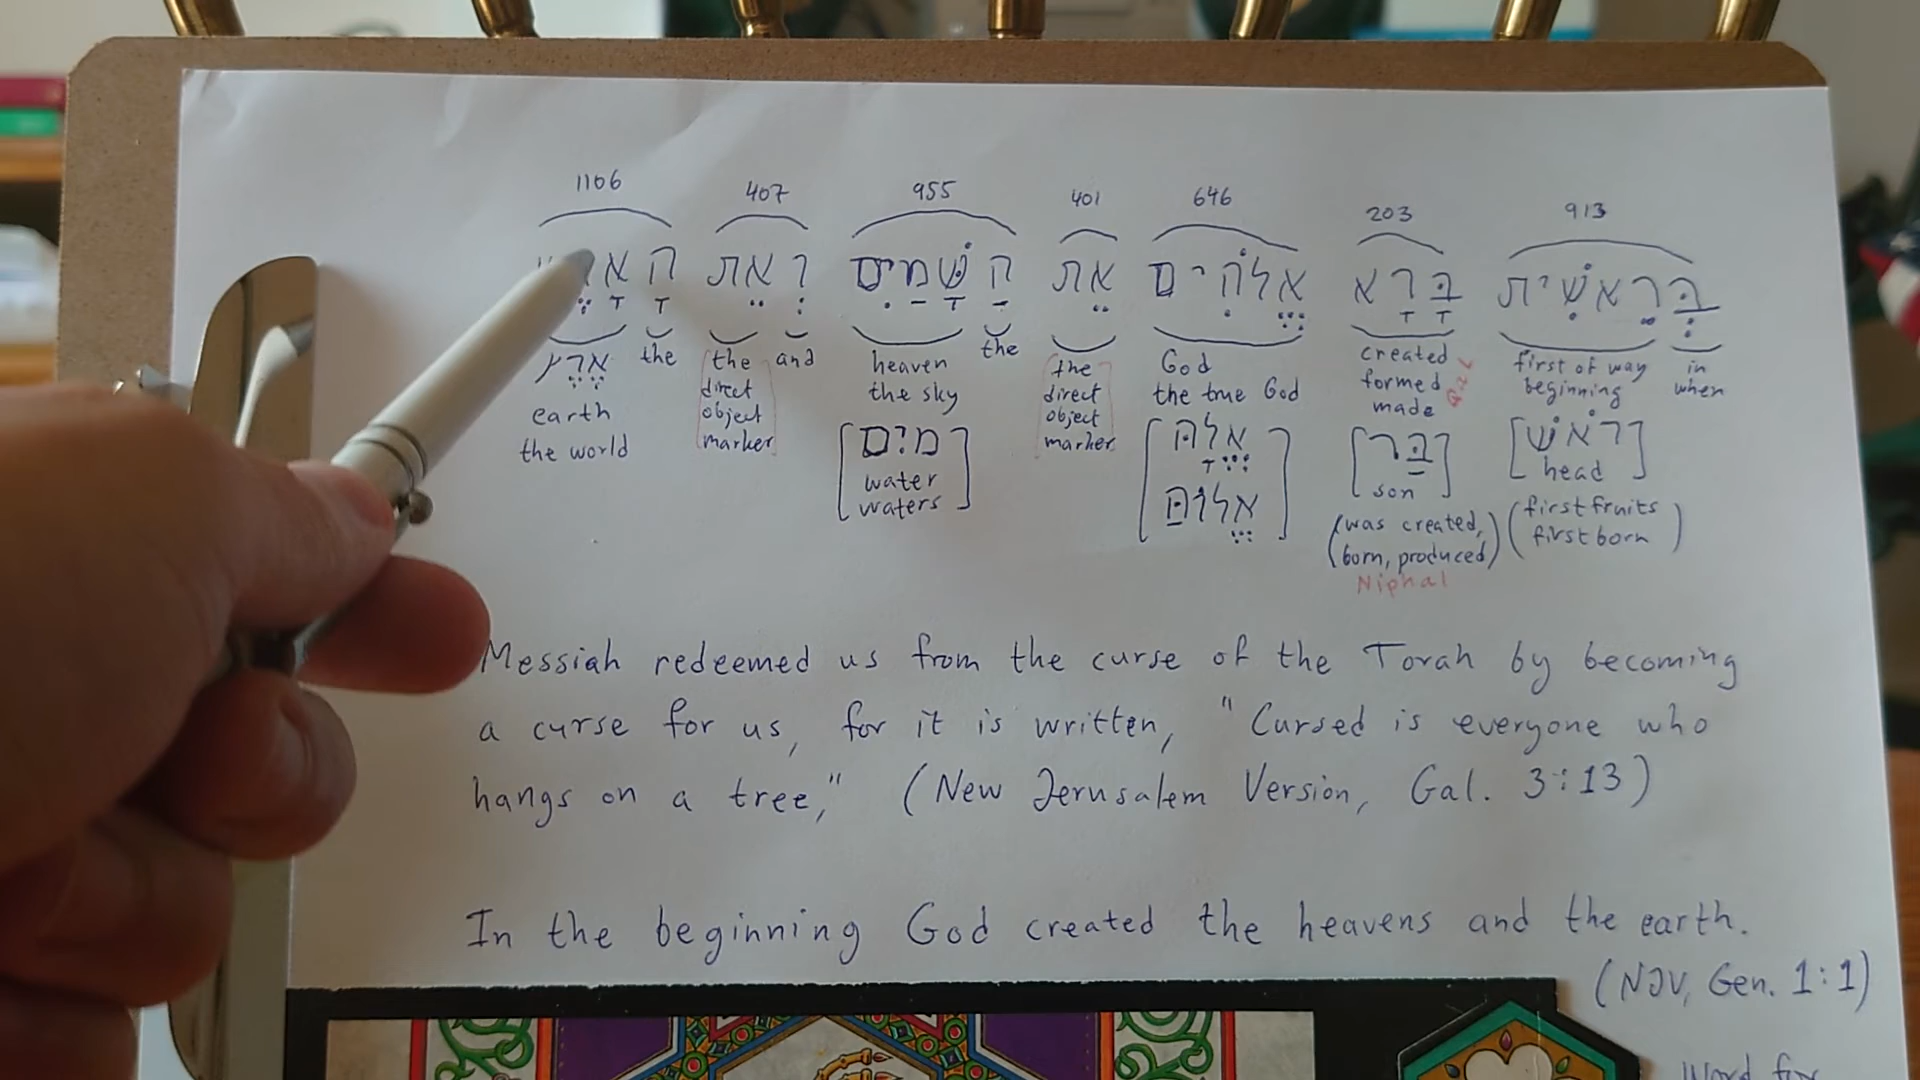 1106 407 955 401 646 203 913
בְּרֵאשִׁית בָּרָא אֱלֹהִים אֵת הַשָּׁמַיִם וְאֵת
in
when
first of way
beginning
[רֹאשׁ]
[head]
(first fruits
first born)
created
formed
made
Qal
[בַּר]
[son]
(was created,
born, produced)
Niphal
God
the true God
[אֱלָהּ
אֱלוֹהַּ]
the
direct
object
marker
the
heaven
the sky
[מים
water
waters]
and
the
direct
object
marker
the
אֶרֶץ
earth
the world
Messiah redeemed us from the curse of the Torah by becoming
a curse for us, for it is written, "Cursed is everyone who
hangs on a tree," (New Jerusalem Version, Gal. 3:13)
In the beginning God created the heavens and the earth.
(NJV, Gen. 1:1)
Word for